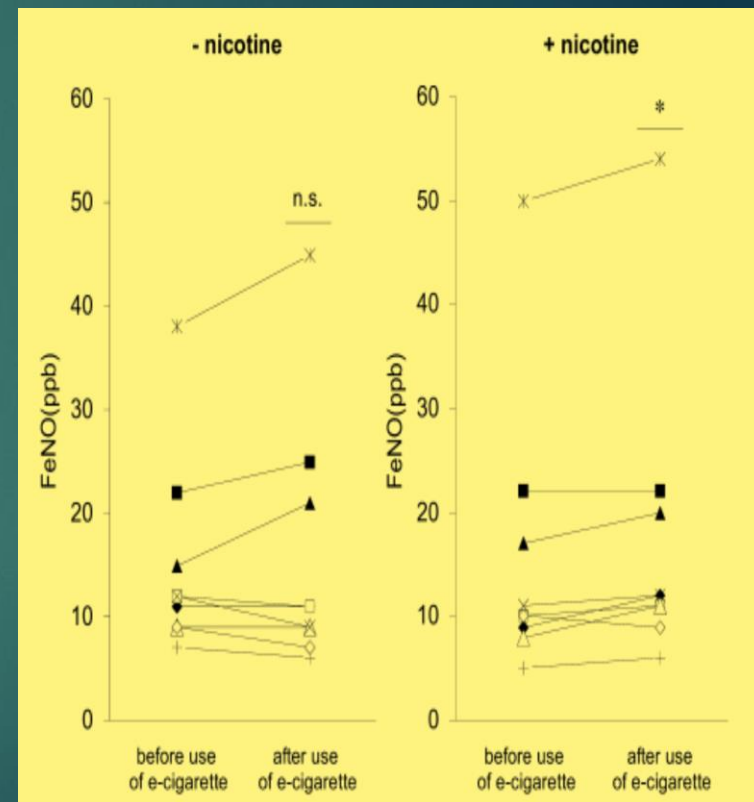 - nicotine
60
50
40
30
20
10
0
FeNO(ppb)
n.s.
before use
of e-cigarette
after use
of e-cigarette
+ nicotine
60
50
40
30
20
10
0
FeNO(ppb)
*
before use
of e-cigarette
after use
of e-cigarette